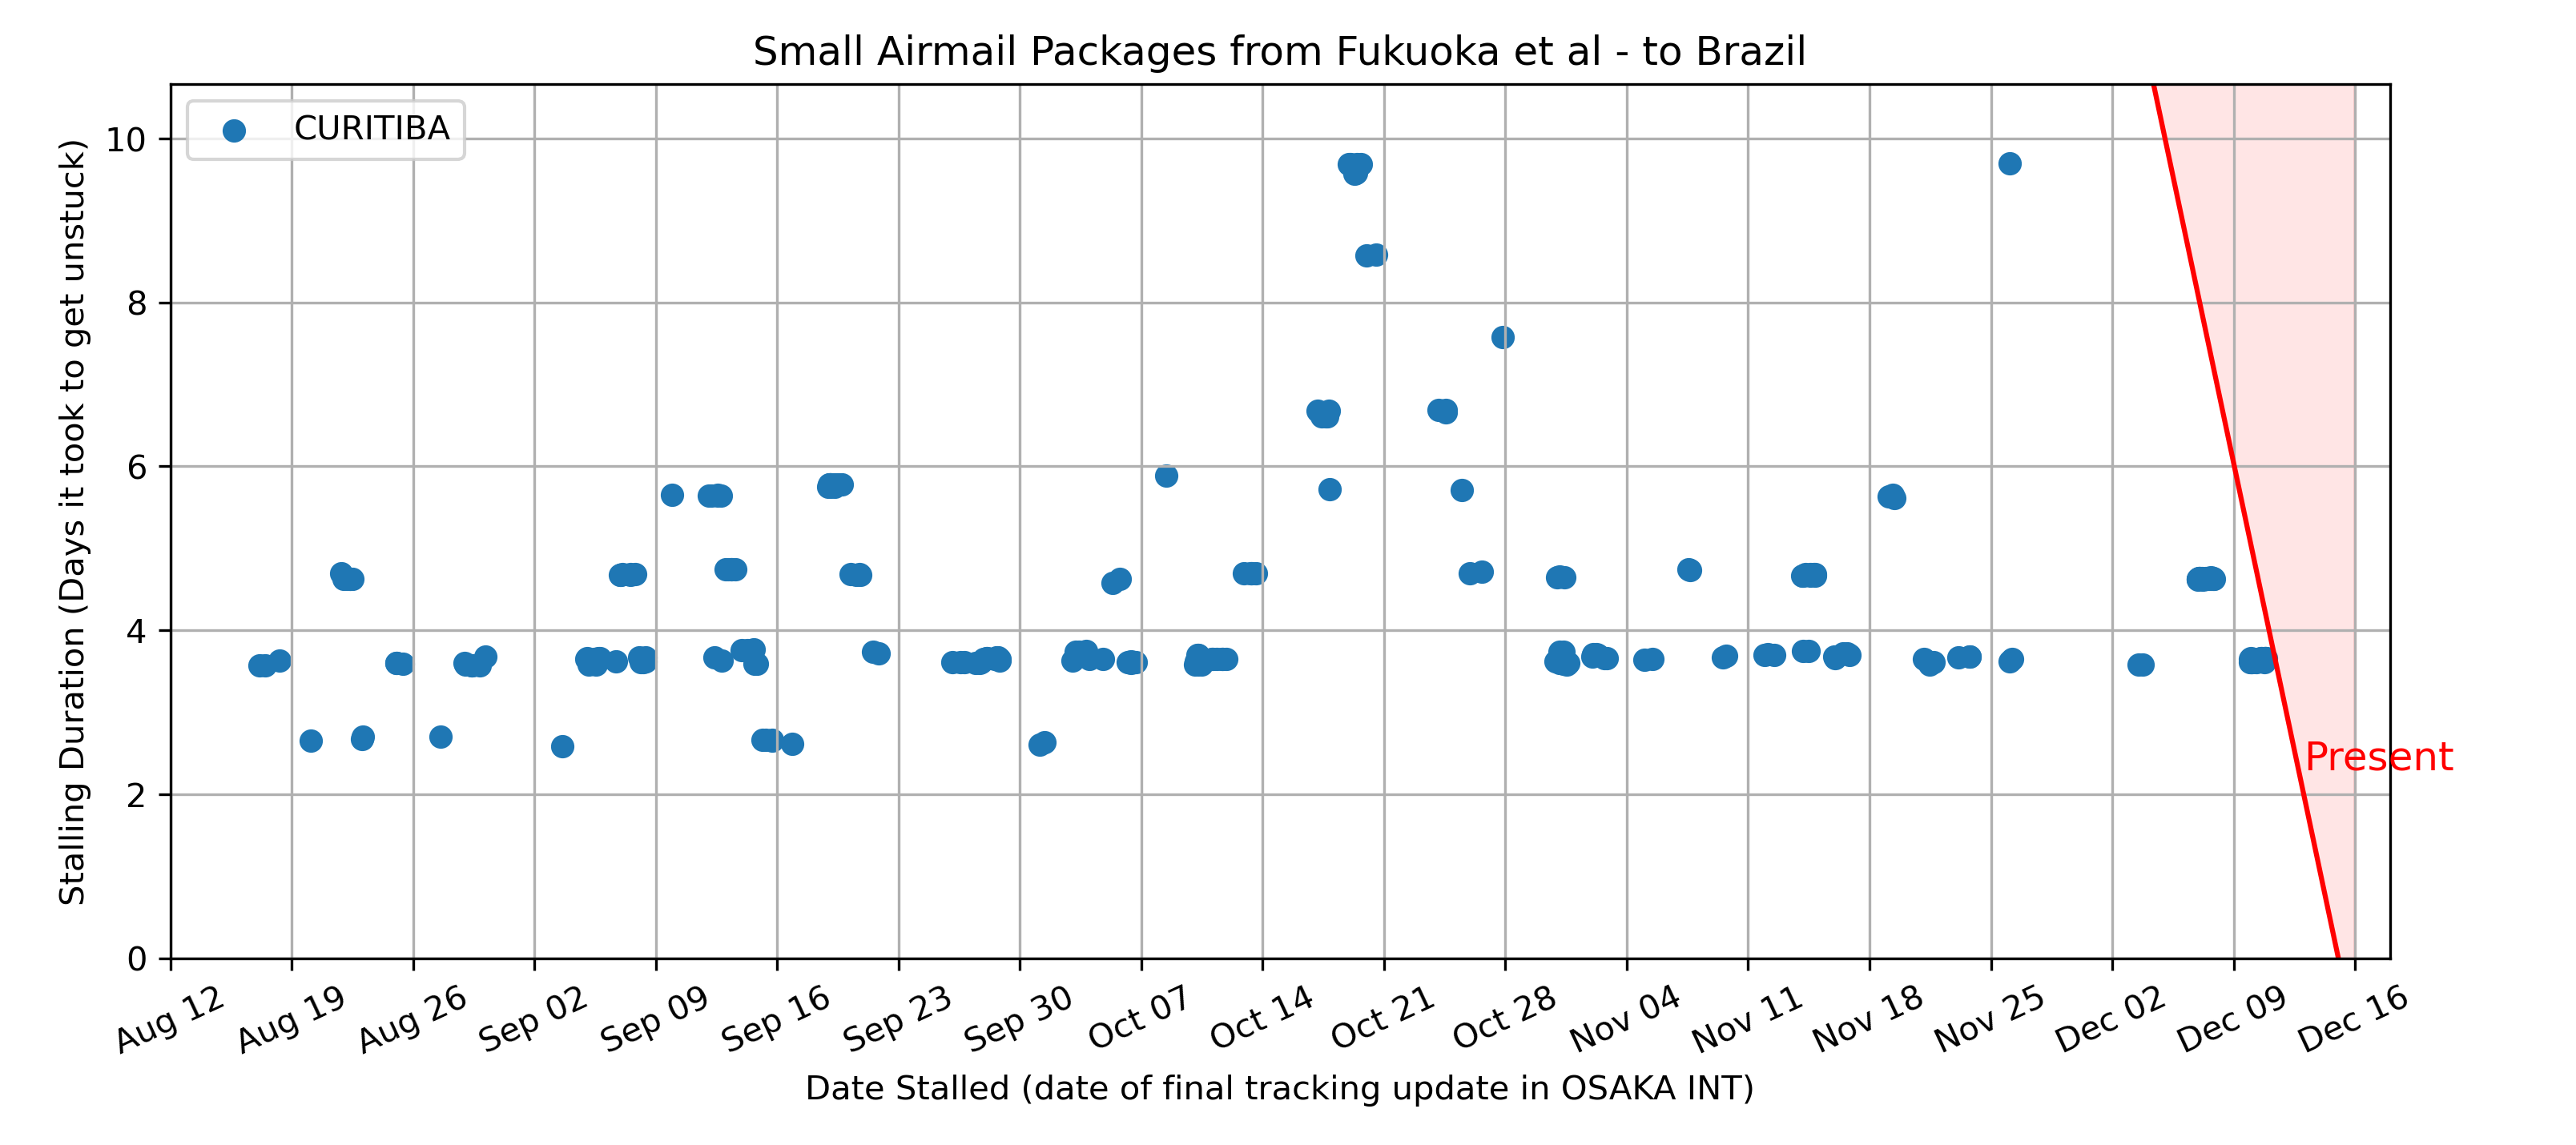 Small Airmail Packages from Fukuoka et al - to Brazil
CURITIBA
Stalling Duration (Days it took to get unstuck)
10
8
6
4
2
0
Present
Aug 12
Aug 19
Aug 26
Sep 02
Sep 09
Sep 16
Sep 23
Sep 30
Oct 07
Oct 14
Oct 21
Oct 28
Nov 04
Nov 11
Nov 18
Nov 25
Dec 02
Dec 09
Dec 16
Date Stalled (date of final tracking update in OSAKA INT)